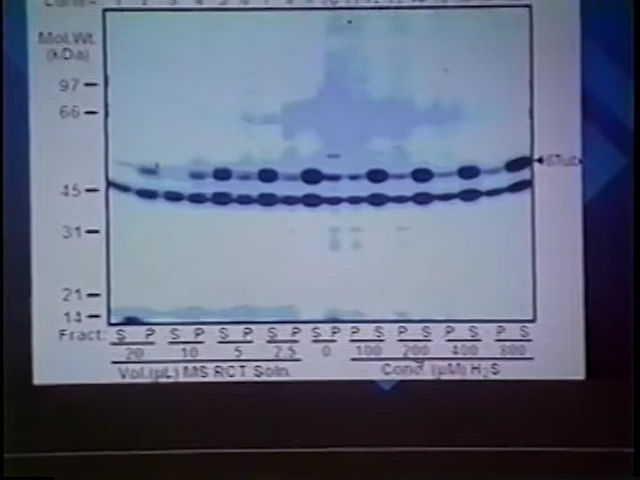 Mol.Wt.
(kDa)
97
66
45
31
21
14
Fract: S P S P S P S P S P P S P S P S P S
20 10 5 2.5 0 100 200 400 800
Vol.(µL) MS RCT Soln. Cond. (µM) H₂S